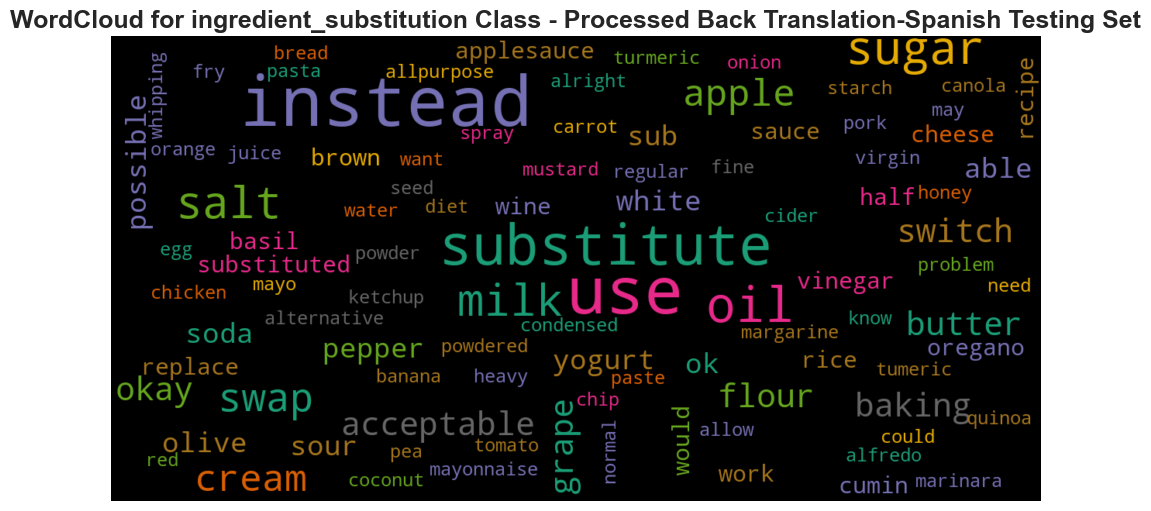 WordCloud for ingredient_substitution Class - Processed Back Translation-Spanish Testing Set
bread
applesauce
turmeric
onion
sugar
whipping
fry
pasta
allpurpose
alright
apple
starch
canola
recipe
possible
instead
spray
carrot
sub
sauce
pork
may
cheese
orange
juice
brown
want
mustard
regular
fine
virgin
able
salt
seed
water
diet
wine
white
cider
half
honey
switch
egg
basil
substituted
powder
substitute
problem
chicken
mayo
ketchup
milk
use
oil
vinegar
need
alternative
condensed
margarine
know
butter
soda
pepper
powdered
yogurt
ok
rice
oregano
replace
banana
heavy
paste
tumeric
okay
swap
acceptable
grape
chip
flour
baking
quinoa
olive
sour
pea
tomato
normal
would
allow
could
red
cream
coconut
mayonnaise
work
alfredo
cumin
marinara